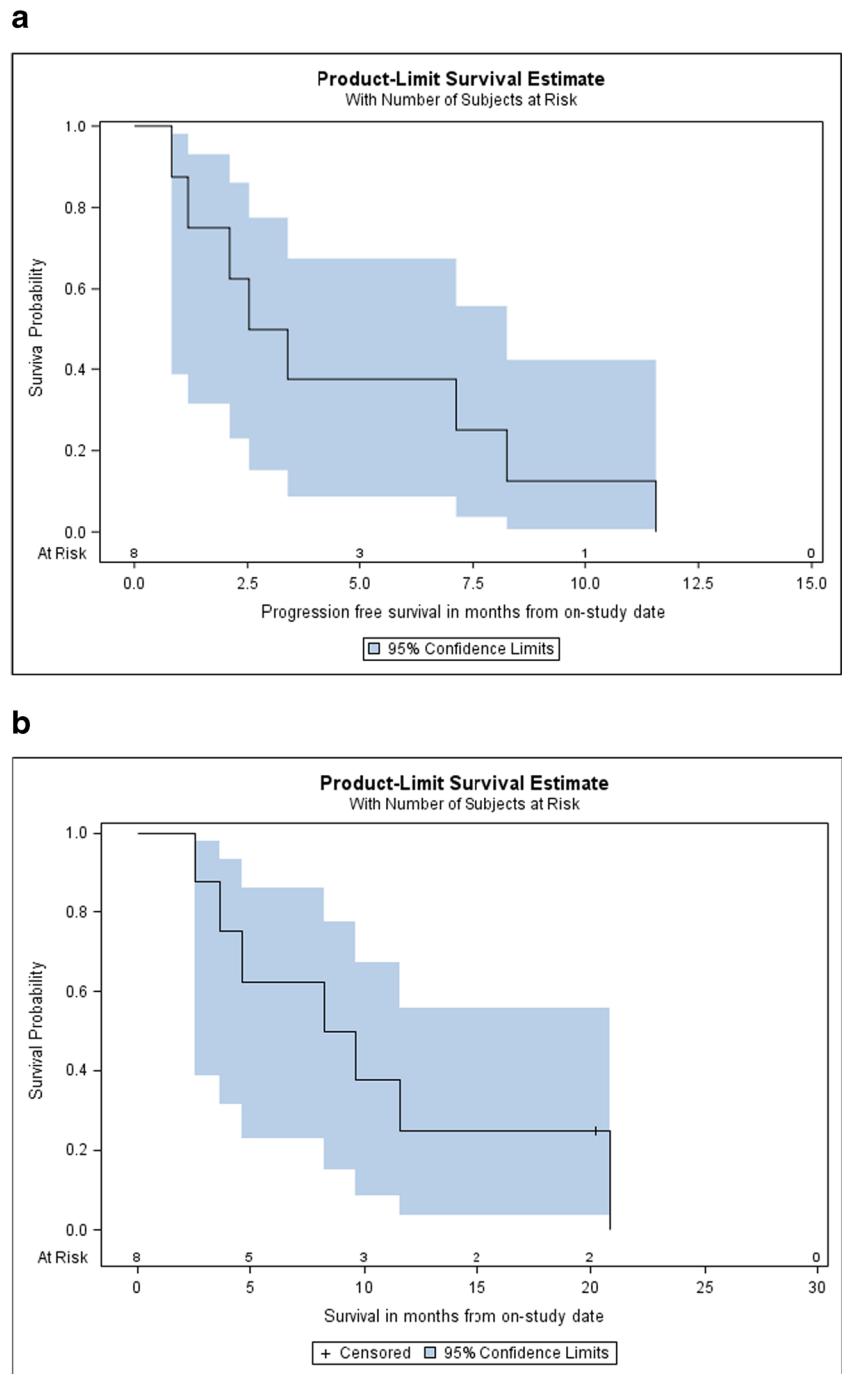 a
Product-Limit Survival Estimate
With Number of Subjects at Risk
1.0
0.8
0.6
0.4
0.2
0.0
Surviva Probability
At Risk 8 3 1 0
0.0 2.5 5.0 7.5 10.0 12.5 15.0
Progression free survival in months from on-study date
95% Confidence Limits
b
Product-Limit Survival Estimate
With Number of Subjects at Risk
1.0
0.8
0.6
0.4
0.2
0.0
Survival Probability
At Risk 8 5 3 2 2 0
0 5 10 15 20 25 30
Survival in months from on-study date
+ Censored 95% Confidence Limits